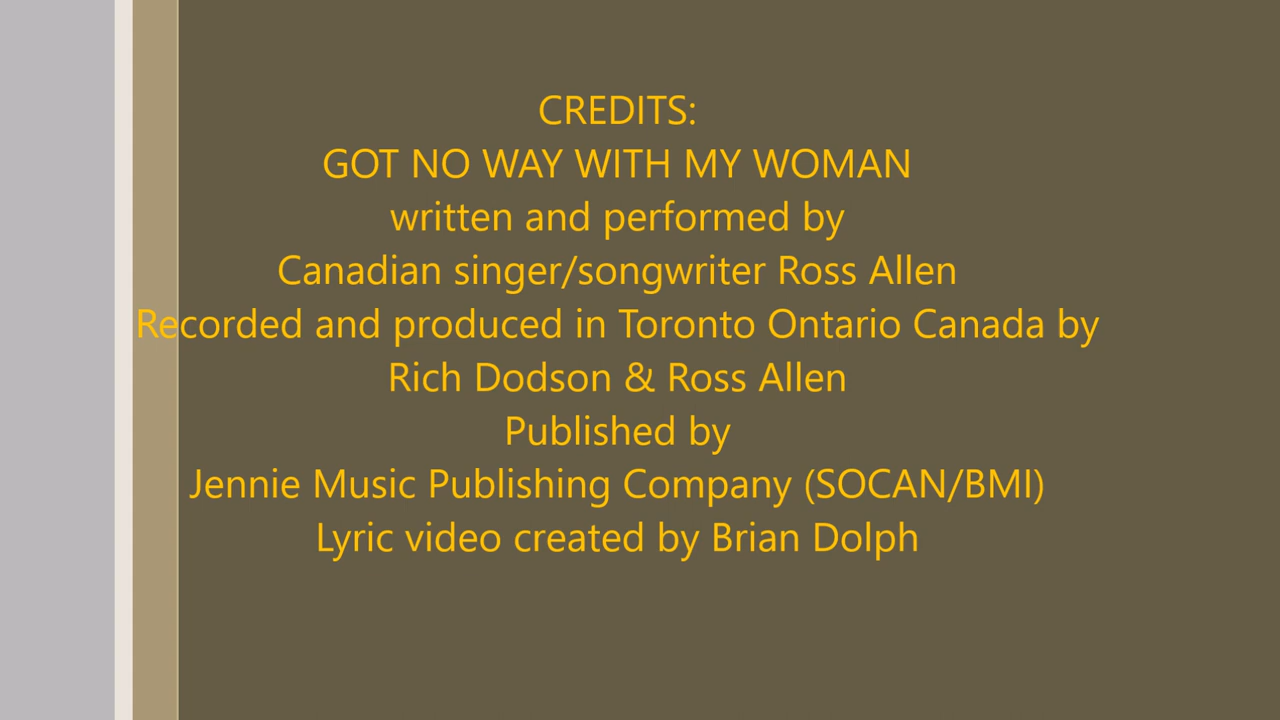 CREDITS:
GOT NO WAY WITH MY WOMAN
written and performed by
Canadian singer/songwriter Ross Allen
Recorded and produced in Toronto Ontario Canada by
Rich Dodson & Ross Allen
Published by
Jennie Music Publishing Company (SOCAN/BMI)
Lyric video created by Brian Dolph